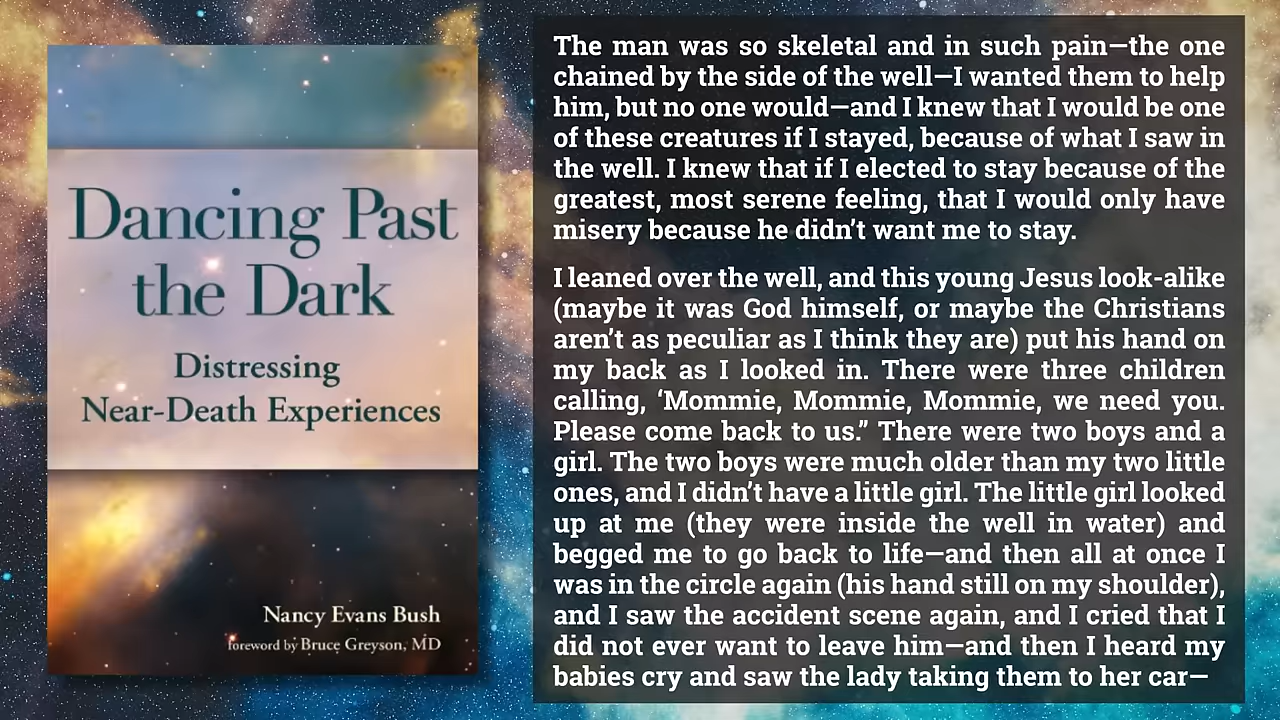 Dancing Past
the Dark
Distressing
Near-Death Experiences
Nancy Evans Bush
foreword by Bruce Greyson, MD
The man was so skeletal and in such pain—the one
chained by the side of the well—I wanted them to help
him, but no one would—and I knew that I would be one
of these creatures if I stayed, because of what I saw in
the well. I knew that if I elected to stay because of the
greatest, most serene feeling, that I would only have
misery because he didn’t want me to stay.
I leaned over the well, and this young Jesus look-alike
(maybe it was God himself, or maybe the Christians
aren’t as peculiar as I think they are) put his hand on
my back as I looked in. There were three children
calling, ‘Mommie, Mommie, Mommie, we need you.
Please come back to us.” There were two boys and a
girl. The two boys were much older than my two little
ones, and I didn’t have a little girl. The little girl looked
up at me (they were inside the well in water) and
begged me to go back to life—and then all at once I
was in the circle again (his hand still on my shoulder),
and I saw the accident scene again, and I cried that I
did not ever want to leave him—and then I heard my
babies cry and saw the lady taking them to her car—